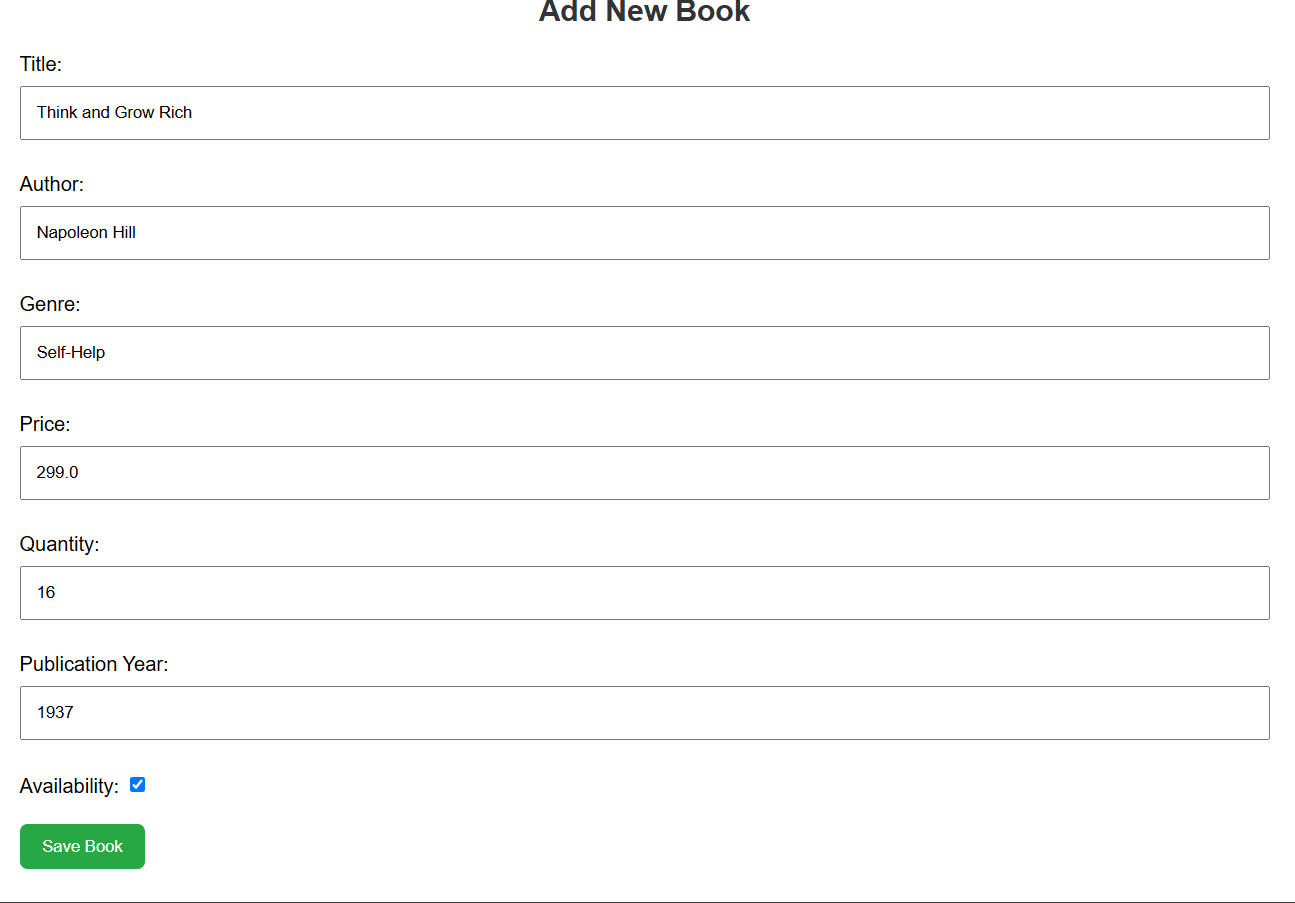 Add New Book
Title:
Think and Grow Rich
Author:
Napoleon Hill
Genre:
Self-Help
Price:
299.0
Quantity:
16
Publication Year:
1937
Availability:
Save Book